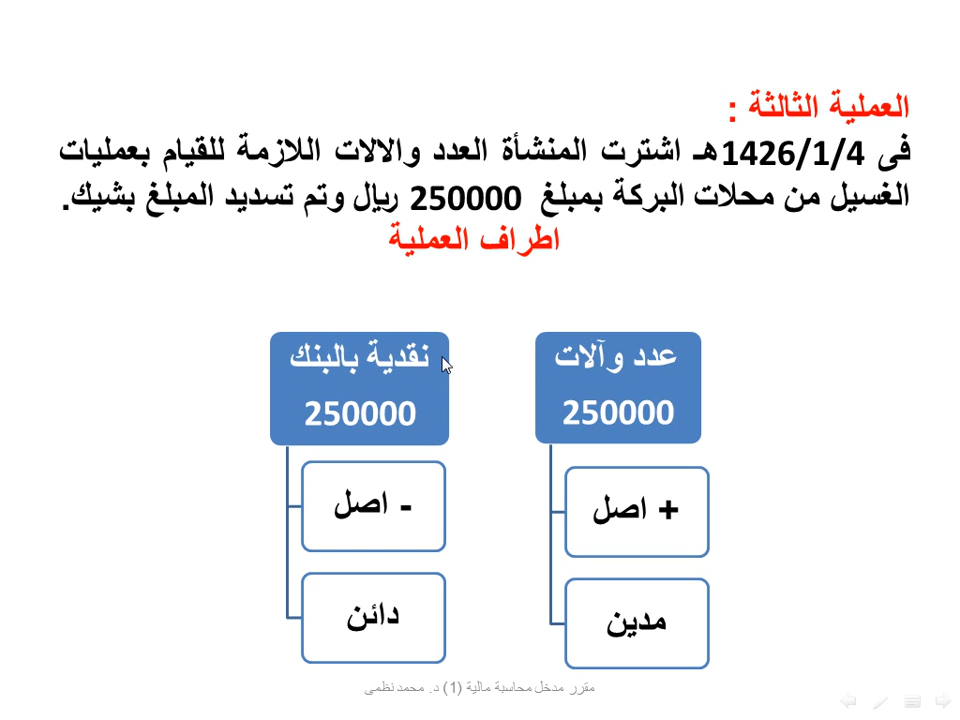 العملية الثالثة :
فى 1426/1/4هـ اشترت المنشأة العدد والالات اللازمة للقيام بعمليات
الغسيل من محلات البركة بمبلغ 250000 ريال وتم تسديد المبلغ بشيك.
اطراف العملية
عدد وآلات
250000
+ اصل
مدين
نقدية بالبنك
250000
- اصل
دائن
مقرر مدخل محاسبة مالية (1) د. محمد نظمى